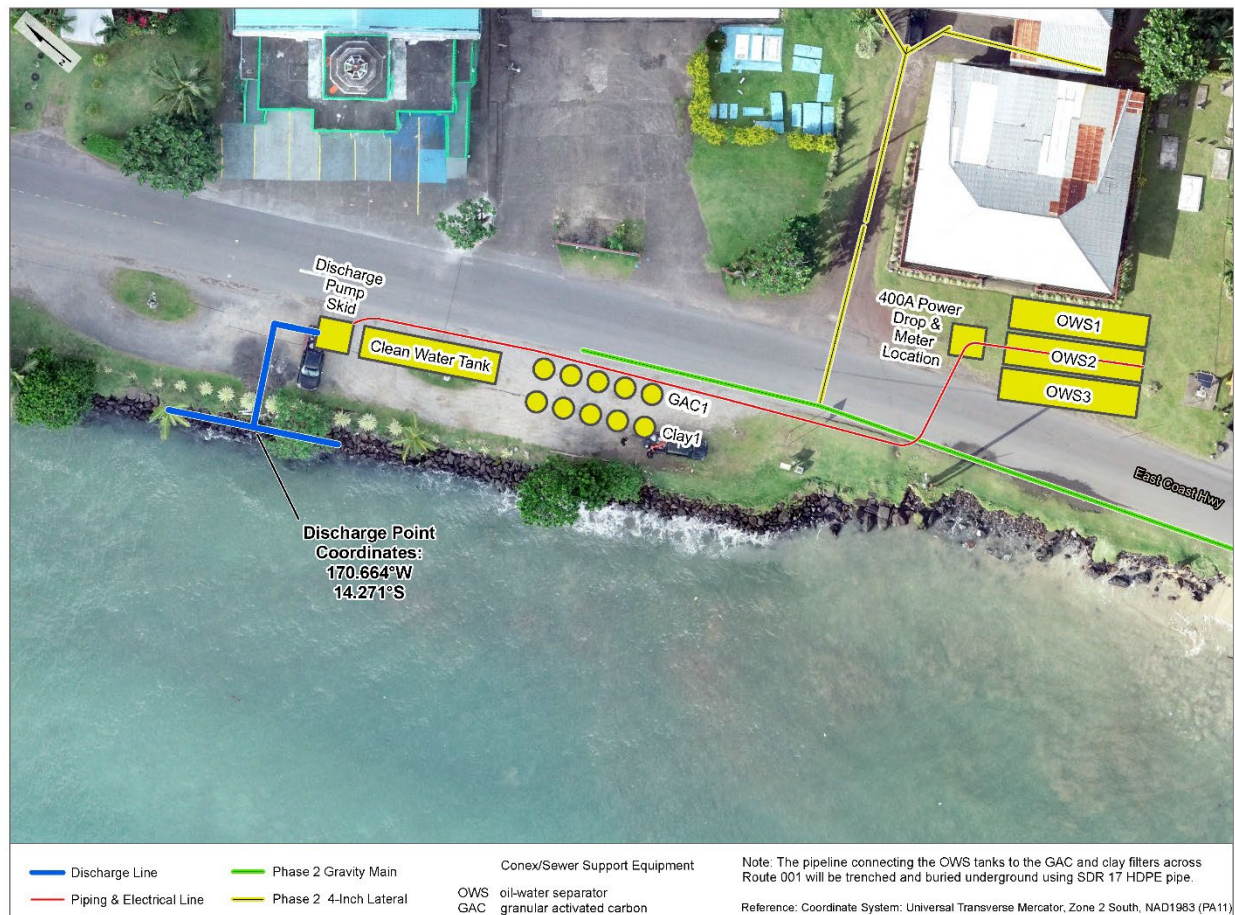 N
Discharge
Pump
Skid
Clean Water Tank
GAC1
Clay1
400A Power
Drop &
Meter
Location
OWS1
OWS2
OWS3
East Coast Hwy
Discharge Point
Coordinates:
170.664°W
14.271°S
Discharge Line
Piping & Electrical Line
Phase 2 Gravity Main
Phase 2 4-Inch Lateral
Conex/Sewer Support Equipment
OWS oil-water separator
GAC granular activated carbon
Note: The pipeline connecting the OWS tanks to the GAC and clay filters across
Route 001 will be trenched and buried underground using SDR 17 HDPE pipe.
Reference: Coordinate System: Universal Transverse Mercator, Zone 2 South, NAD1983 (PA11)